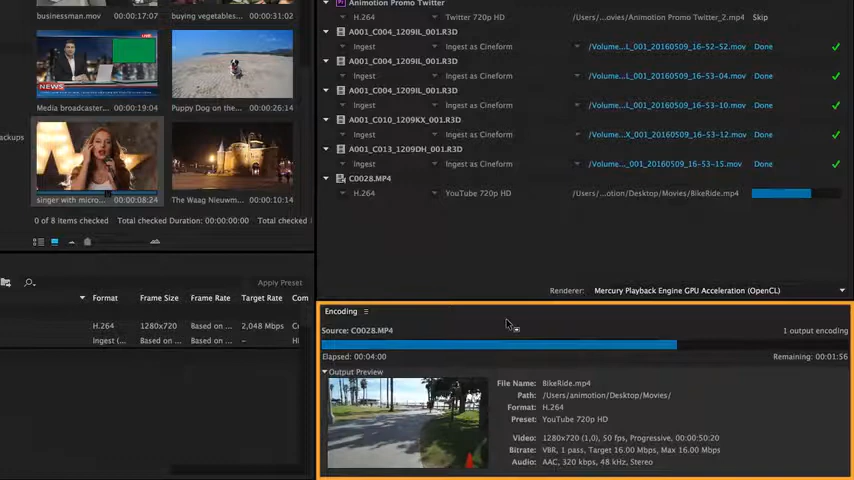 businessman.mov 00:00:17:07 buying vegetables... 00:00:31:02
NEWS
Media broadcaster... 00:00:19:04 Puppy Dog on the... 00:00:26:14
ackups
singer with micro... 00:00:08:24 The Waag Nieuwm... 00:00:10:14
0 of 8 Items checked Total checked Duration: 00:00:00:00 Total checked
Apply Preset
Format Frame Size Frame Rate Target Rate Com
H.264 1280x720 Based on ... 2,048 Mbps
Ingest (... Based on ... –
Animotion Promo Twitter
H.264 Twitter 720p HD /Users/...ovies/Animotion Promo Twitter_2.mp4 Skip
A001_C004_1209IL_001.R3D
Ingest Ingest as Cineform /Volume...L_001_20160509_16-52-52.mov Done
A001_C004_1209IL_001.R3D
Ingest Ingest as Cineform /Volume...L_001_20160509_16-53-04.mov Done
A001_C004_1209IL_001.R3D
Ingest Ingest as Cineform /Volume...L_001_20160509_16-53-10.mov Done
A001_C010_1209KX_001.R3D
Ingest Ingest as Cineform /Volume...X_001_20160509_16-53-12.mov Done
A001_C013_1209DH_001.R3D
Ingest Ingest as Cineform /Volume..._001_20160509_16-53-15.mov Done
C0028.MP4
H.264 YouTube 720p HD /Users/...otion/Desktop/Movies/BikeRide.mp4
Renderer: Mercury Playback Engine GPU Acceleration (OpenCL)
Encoding
Source: C0028.MP4 1 output encoding
Elapsed: 00:04:00 Remaining: 00:01:56
Output Preview
File Name: BikeRide.mp4
Path: /Users/animotion/Desktop/Movies/
Format: H.264
Preset: YouTube 720p HD
Video: 1280x720 (1,0), 50 fps, Progressive, 00:00:50:20
Bitrate: VBR, 1 pass, Target 16.00 Mbps, Max 16.00 Mbps
Audio: AAC, 320 kbps, 48 kHz, Stereo